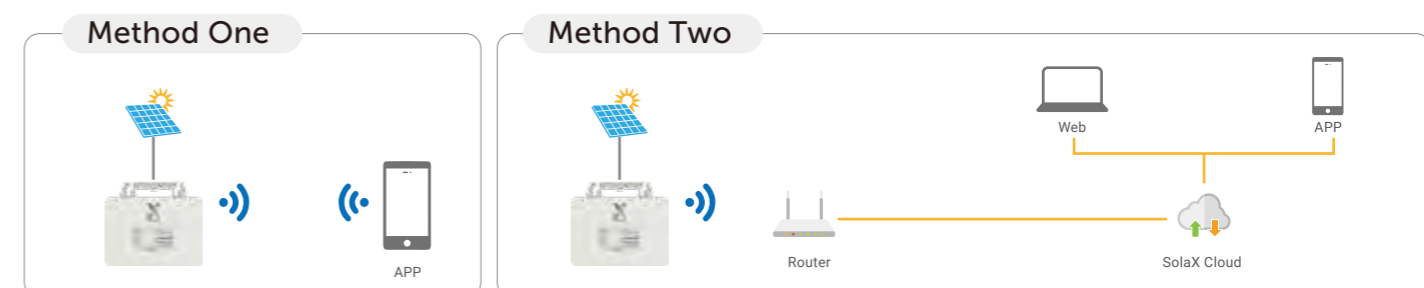 Method One
APP
Method Two
Web
APP
Router
SolaX Cloud